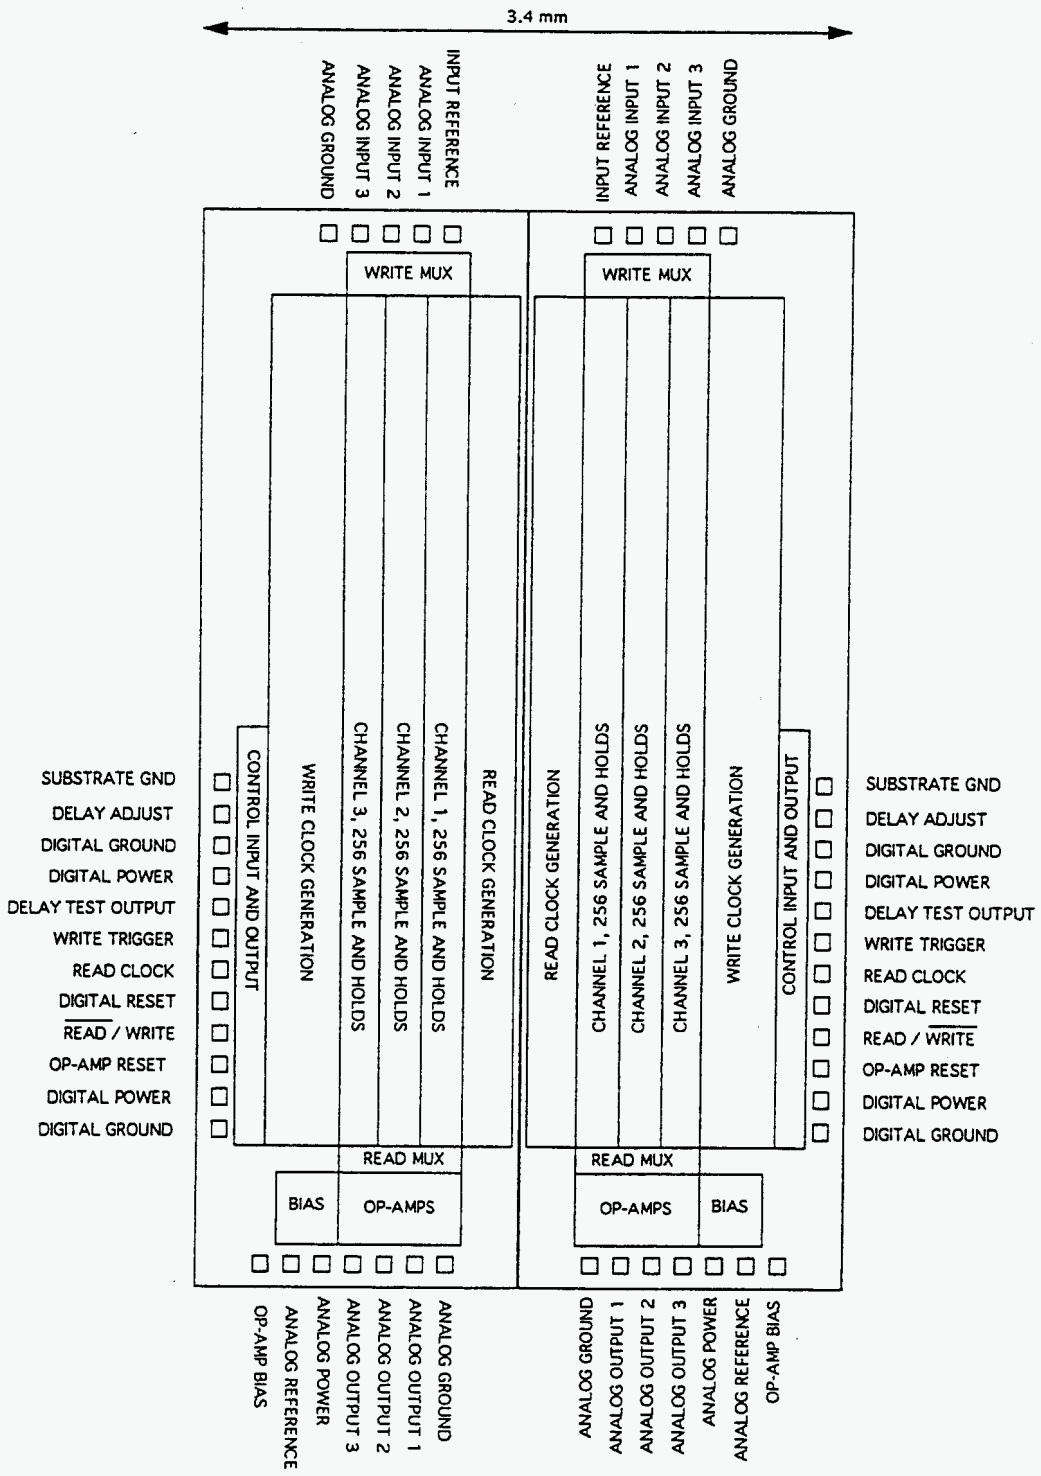 3.4 mm
ANALOG GROUND
ANALOG INPUT 3
ANALOG INPUT 2
ANALOG INPUT 1
INPUT REFERENCE
INPUT REFERENCE
ANALOG INPUT 1
ANALOG INPUT 2
ANALOG INPUT 3
ANALOG GROUND
WRITE MUX
WRITE MUX
CONTROL INPUT AND OUTPUT
WRITE CLOCK GENERATION
CHANNEL 3, 256 SAMPLE AND HOLDS
CHANNEL 2, 256 SAMPLE AND HOLDS
CHANNEL 1, 256 SAMPLE AND HOLDS
READ CLOCK GENERATION
READ CLOCK GENERATION
CHANNEL 1, 256 SAMPLE AND HOLDS
CHANNEL 2, 256 SAMPLE AND HOLDS
CHANNEL 3, 256 SAMPLE AND HOLDS
WRITE CLOCK GENERATION
CONTROL INPUT AND OUTPUT
SUBSTRATE GND
DELAY ADJUST
DIGITAL GROUND
DIGITAL POWER
DELAY TEST OUTPUT
WRITE TRIGGER
READ CLOCK
DIGITAL RESET
R̅E̅A̅D̅ / WRITE
OP-AMP RESET
DIGITAL POWER
DIGITAL GROUND
SUBSTRATE GND
DELAY ADJUST
DIGITAL GROUND
DIGITAL POWER
DELAY TEST OUTPUT
WRITE TRIGGER
READ CLOCK
DIGITAL RESET
READ / W̅R̅I̅T̅E̅
OP-AMP RESET
DIGITAL POWER
DIGITAL GROUND
READ MUX
READ MUX
BIAS
OP-AMPS
OP-AMPS
BIAS
OP-AMP BIAS
ANALOG REFERENCE
ANALOG POWER
ANALOG OUTPUT 3
ANALOG OUTPUT 2
ANALOG OUTPUT 1
ANALOG GROUND
ANALOG GROUND
ANALOG OUTPUT 1
ANALOG OUTPUT 2
ANALOG OUTPUT 3
ANALOG POWER
ANALOG REFERENCE
OP-AMP BIAS